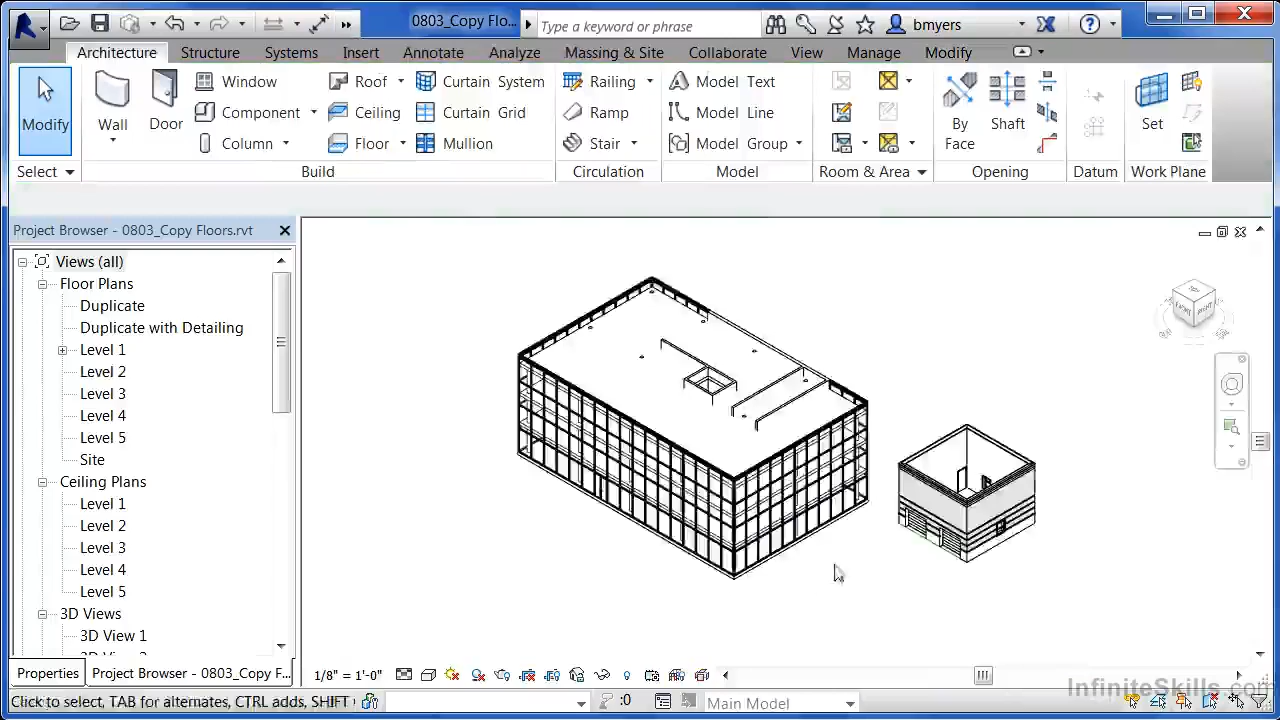 0803_Copy Flo...
Type a keyword or phrase
bmyers
Architecture Structure Systems Insert Annotate Analyze Massing & Site Collaborate View Manage Modify
Modify
Wall
Door
Window
Component
Column
Roof
Ceiling
Floor
Curtain System
Curtain Grid
Mullion
Railing
Ramp
Stair
Model Text
Model Line
Model Group
By Face
Shaft
Set
Select Build Circulation Model Room & Area Opening Datum Work Plane
Project Browser - 0803_Copy Floors.rvt
Views (all)
Floor Plans
Duplicate
Duplicate with Detailing
Level 1
Level 2
Level 3
Level 4
Level 5
Site
Ceiling Plans
Level 1
Level 2
Level 3
Level 4
Level 5
3D Views
3D View 1
Properties
Project Browser - 0803_Copy F...
1/8" = 1'-0"
Click to select, TAB for alternates, CTRL adds, SHIFT
:0
Main Model
InfiniteSkills.com